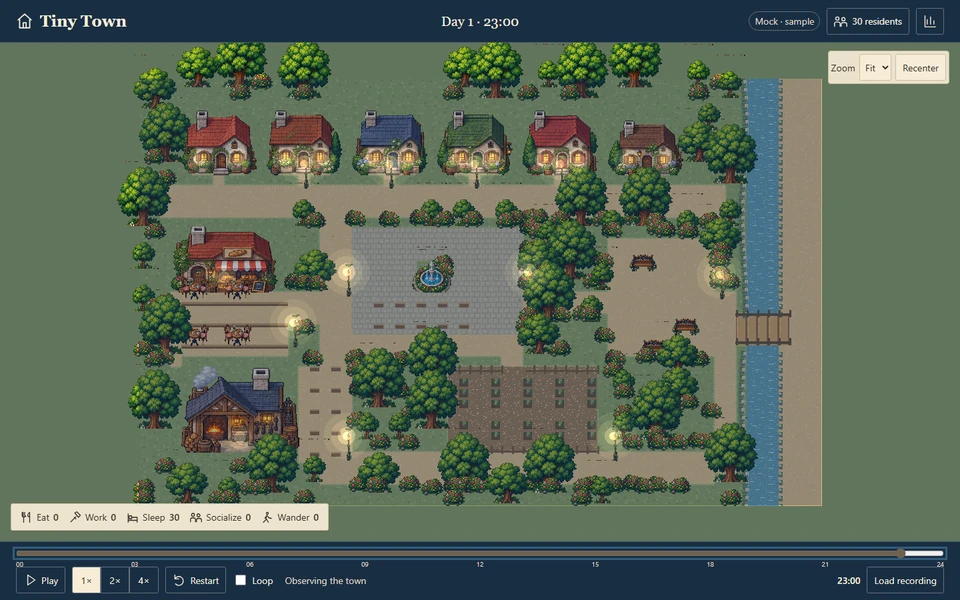 Tiny Town
Day 1 · 23:00
Mock · sample
30 residents
Zoom Fit Recenter
Eat 0 Work 0 Sleep 30 Socialize 0 Wander 0
00 03 06 09 12 15 18 21 24
Play 1× 2× 4× Restart Loop Observing the town 23:00 Load recording